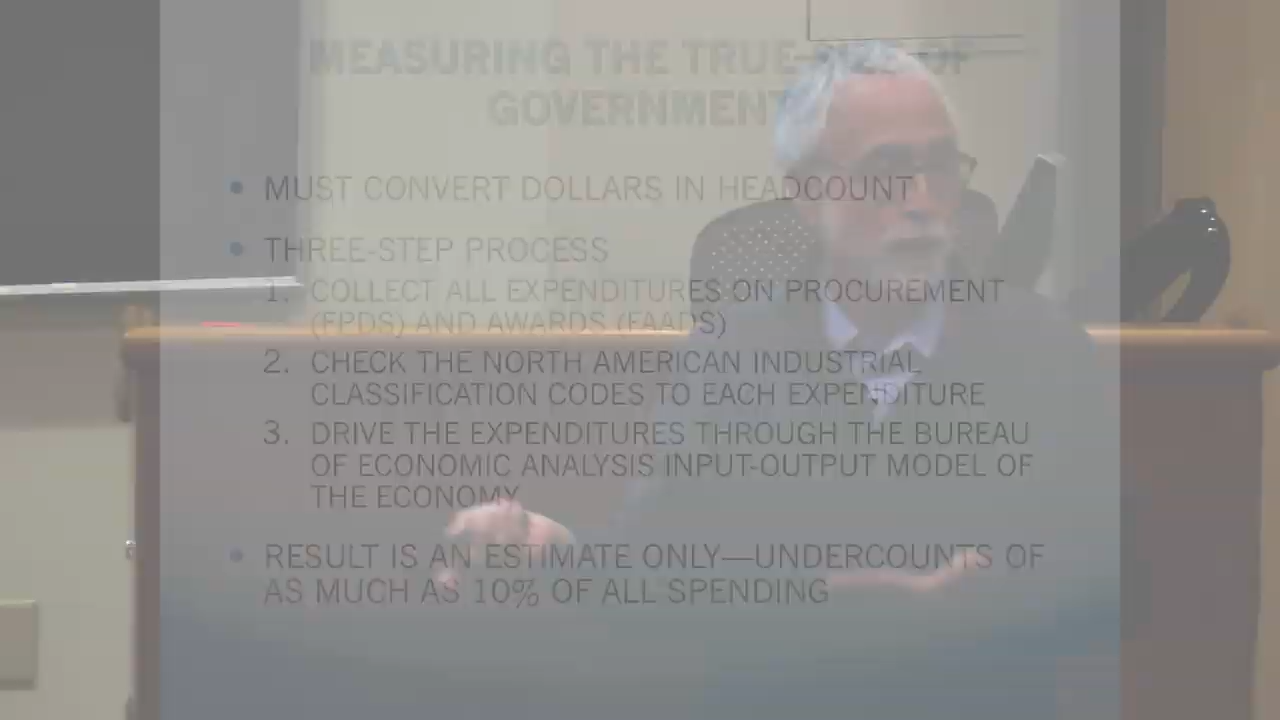 MEASURING THE TRUE SIZE OF
GOVERNMENT
• MUST CONVERT DOLLARS IN HEADCOUNT
• THREE-STEP PROCESS
1. COLLECT ALL EXPENDITURES ON PROCUREMENT
(FPDS) AND AWARDS (FAADS)
2. CHECK THE NORTH AMERICAN INDUSTRIAL
CLASSIFICATION CODES TO EACH EXPENDITURE
3. DRIVE THE EXPENDITURES THROUGH THE BUREAU
OF ECONOMIC ANALYSIS INPUT-OUTPUT MODEL OF
THE ECONOMY
• RESULT IS AN ESTIMATE ONLY—UNDERCOUNTS OF
AS MUCH AS 10% OF ALL SPENDING